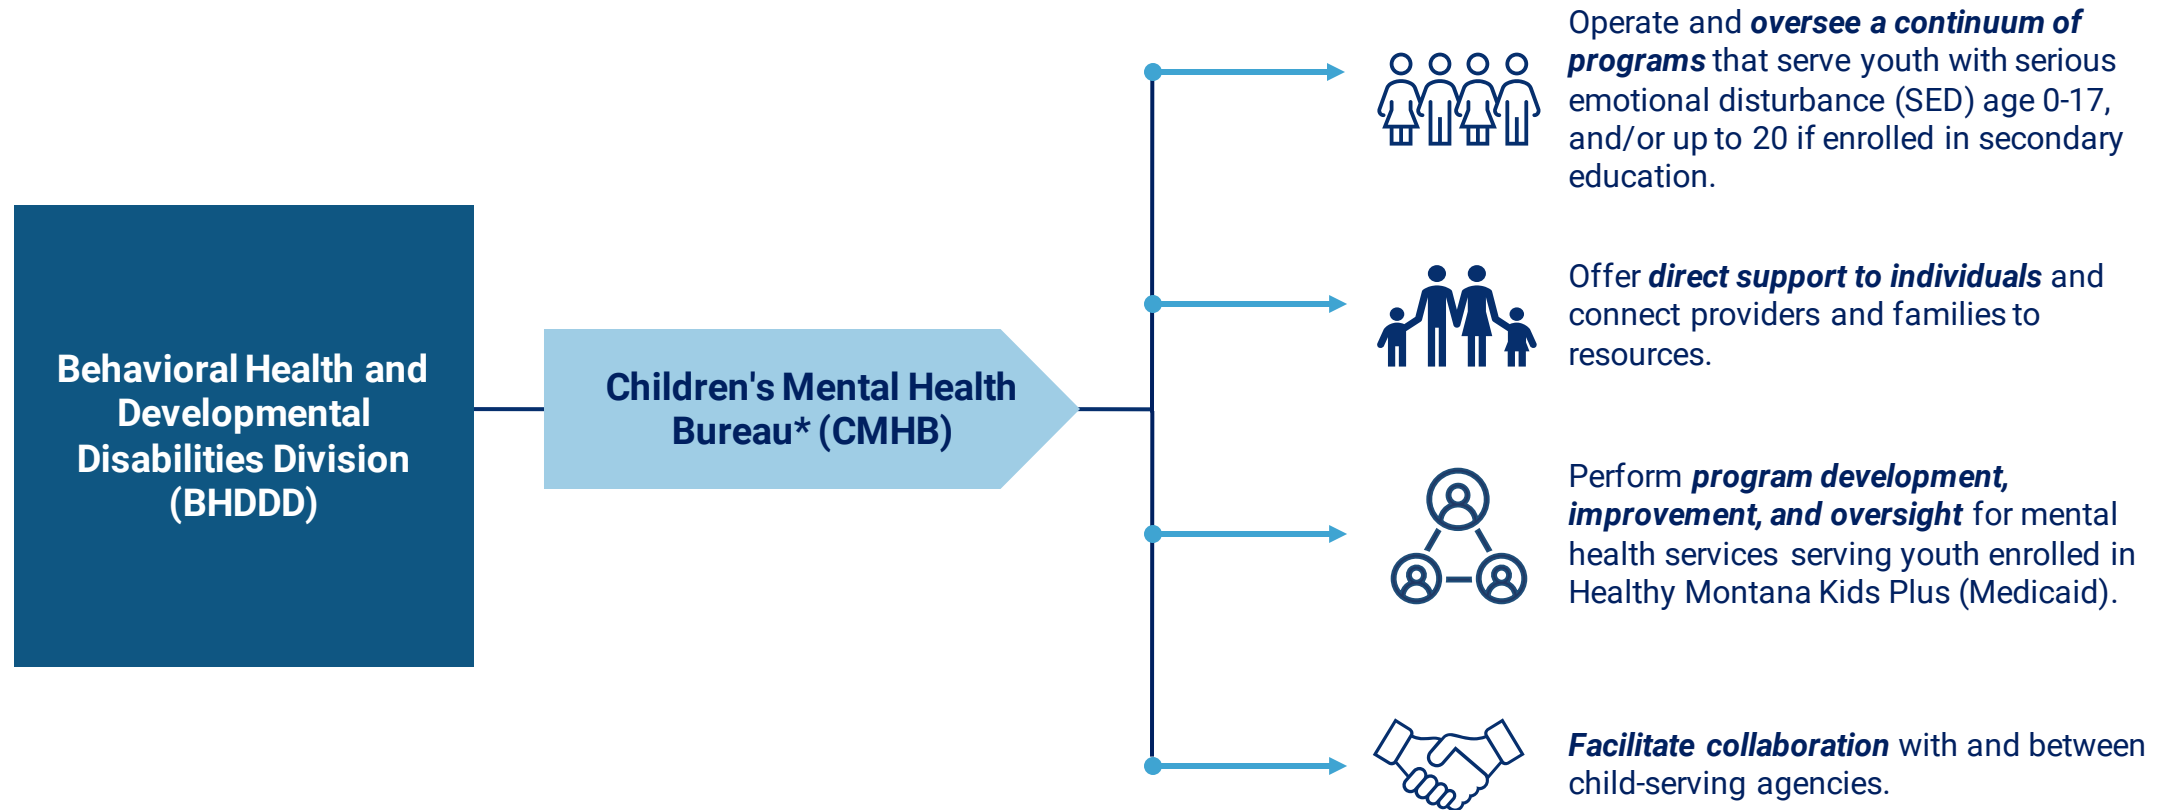 Behavioral Health and
Developmental
Disabilities Division
(BHDDD)
Children's Mental Health
Bureau* (CMHB)
Operate and oversee a continuum of
programs that serve youth with serious
emotional disturbance (SED) age 0-17,
and/or up to 20 if enrolled in secondary
education.
Offer direct support to individuals and
connect providers and families to
resources.
Perform program development,
improvement, and oversight for mental
health services serving youth enrolled in
Healthy Montana Kids Plus (Medicaid).
Facilitate collaboration with and between
child-serving agencies.